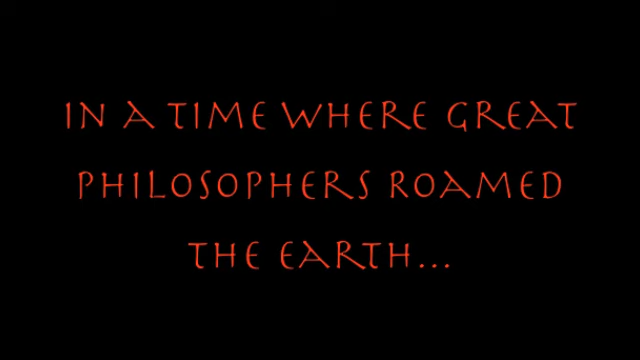 IN A TIME WHERE GREAT
PHILOSOPHERS ROAMED
THE EARTH...